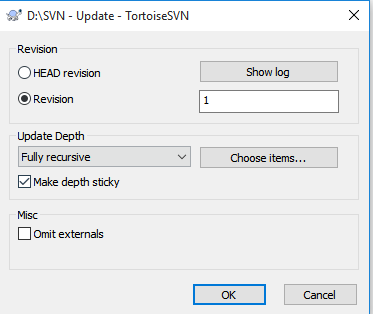 D:\SVN - Update - TortoiseSVN
Revision
HEAD revision
Show log
Revision
1
Update Depth
Fully recursive
Choose items...
Make depth sticky
Misc
Omit externals
OK
Cancel